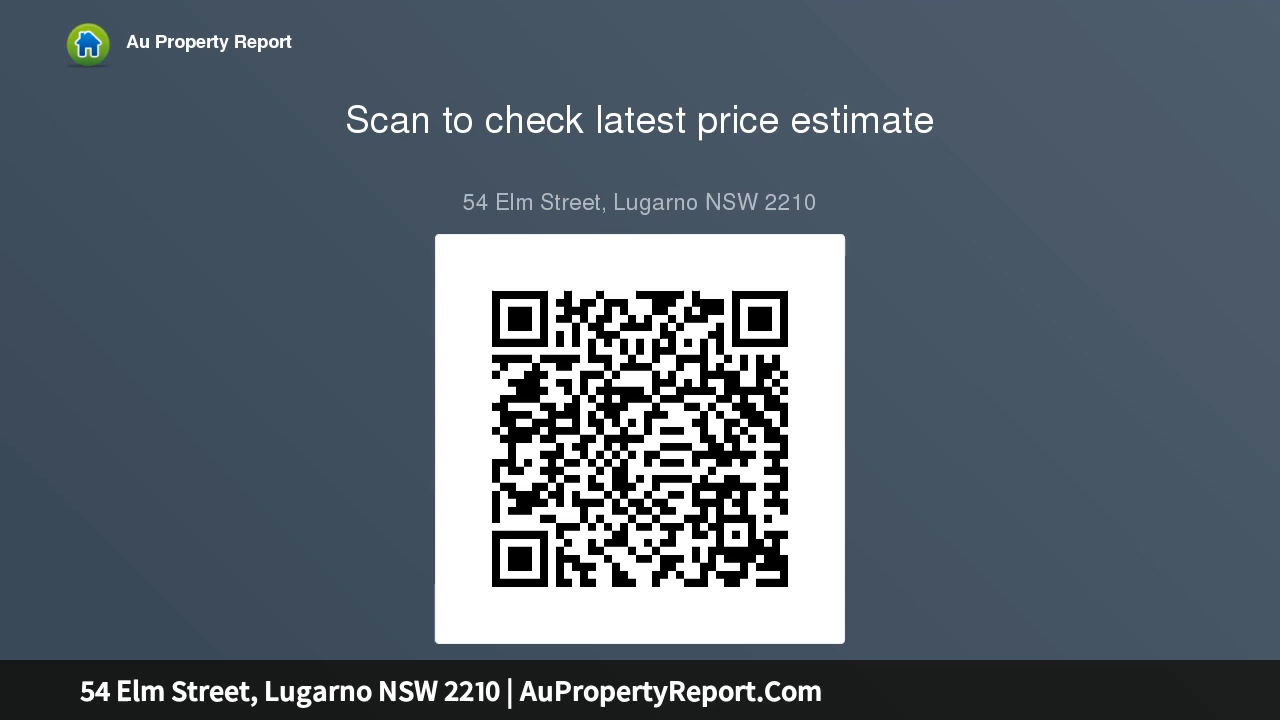 Au Property Report
Scan to check latest price estimate
54 Elm Street, Lugarno NSW 2210
54 Elm Street, Lugarno NSW 2210 | AuPropertyReport.Com